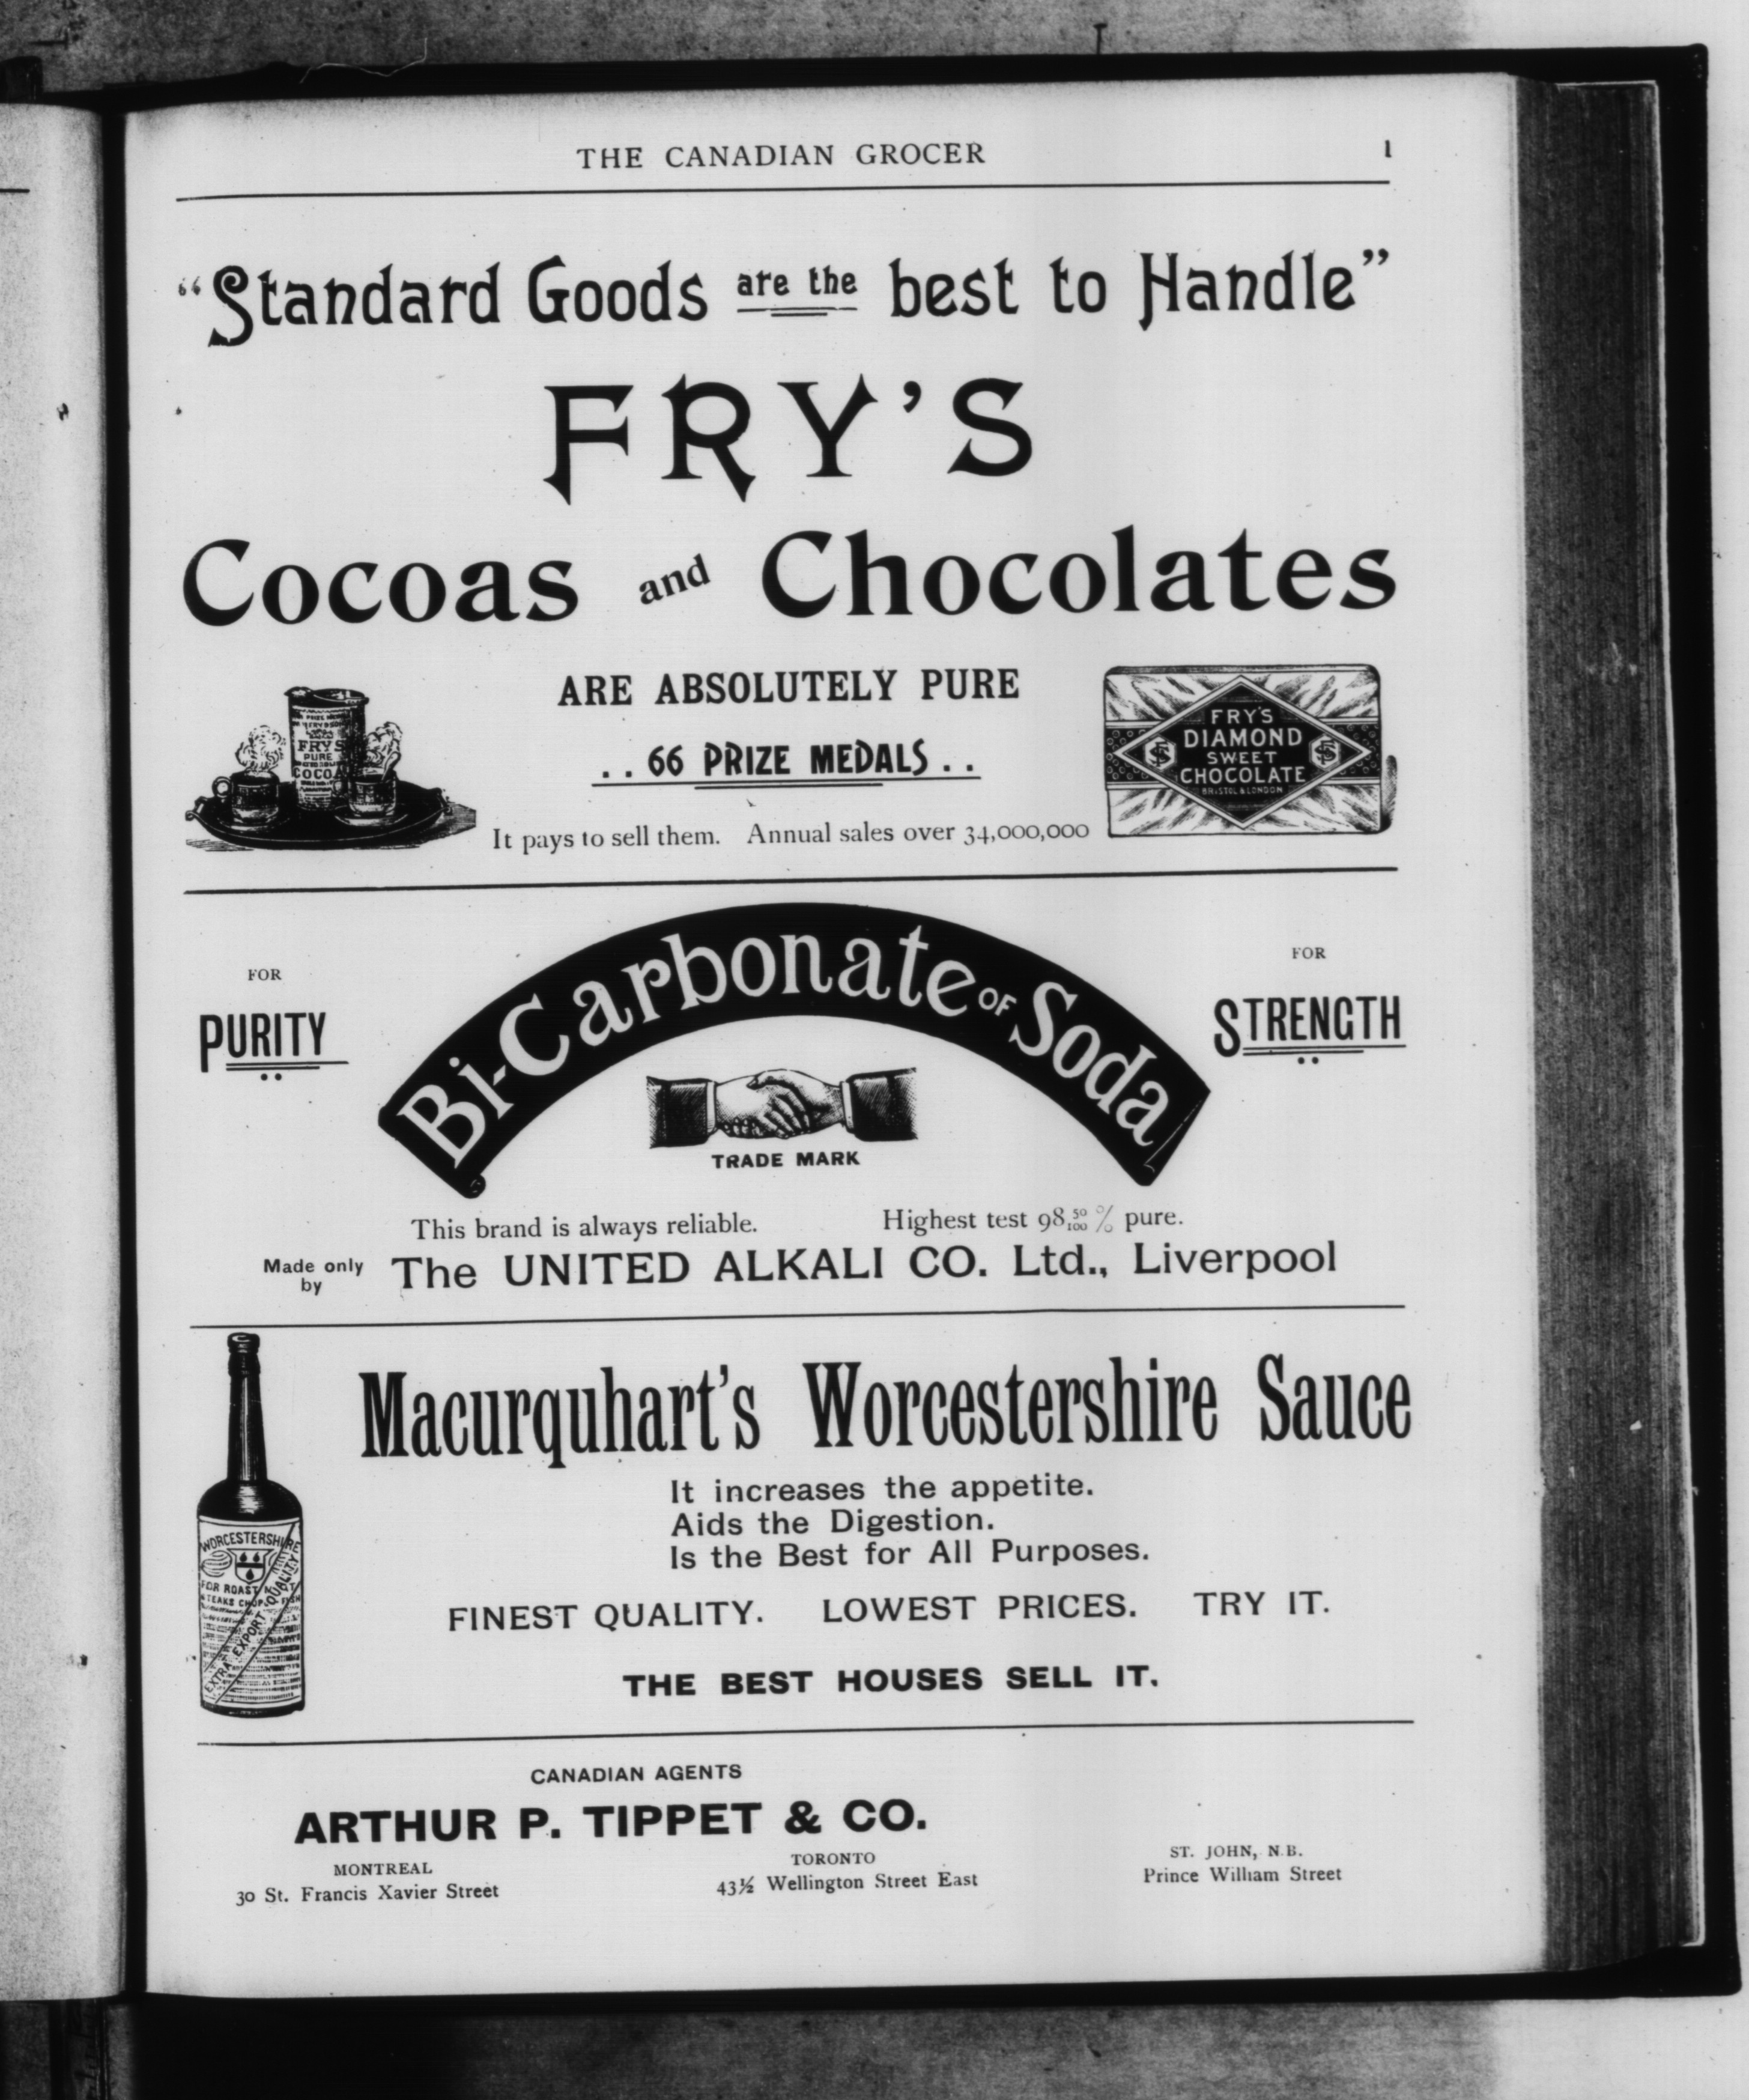 THE CANADIAN GROCER 1
“Standard Goods are the best to Handle”
FRY'S
Cocoas and Chocolates
ARE ABSOLUTELY PURE
. . 66 PRIZE MEDALS . .
It pays to sell them. Annual sales over 34,000,000
FRY'S
PURE
COCOA
FRY'S
DIAMOND
SWEET
CHOCOLATE
BRISTOL & LONDON
FOR
PURITY
Bi-Carbonate OF Soda
FOR
STRENGTH
TRADE MARK
This brand is always reliable. Highest test 98 50/100 % pure.
Made only by The UNITED ALKALI CO. Ltd., Liverpool
Macurquhart's Worcestershire Sauce
It increases the appetite.
Aids the Digestion.
Is the Best for All Purposes.
FINEST QUALITY. LOWEST PRICES. TRY IT.
THE BEST HOUSES SELL IT.
WORCESTERSHIRE
FOR ROAST
EXTRA EXPORT QUALITY
CANADIAN AGENTS
ARTHUR P. TIPPET & CO.
MONTREAL
30 St. Francis Xavier Street
TORONTO
43½ Wellington Street East
ST. JOHN, N.B.
Prince William Street